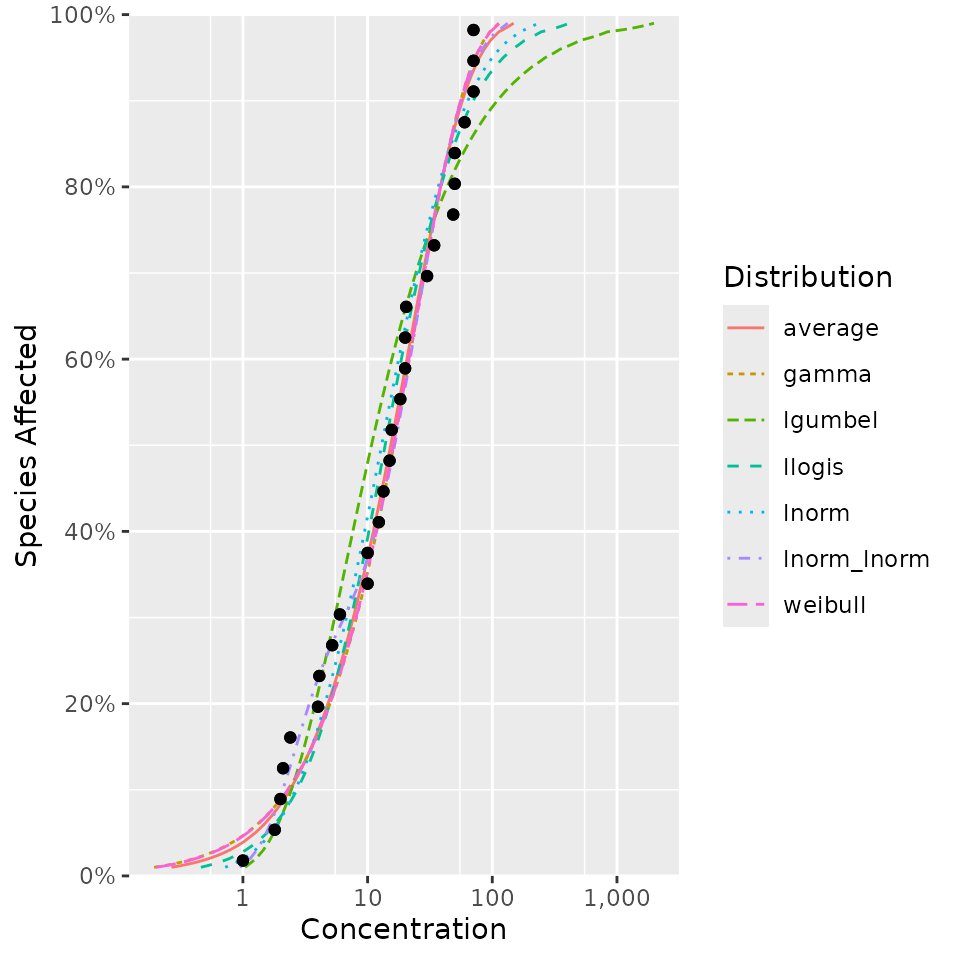 100%
80%
60%
40%
20%
0%
Species Affected
1 10 100 1,000
Concentration
Distribution
average
gamma
lgumbel
llogis
lnorm
lnorm_lnorm
weibull